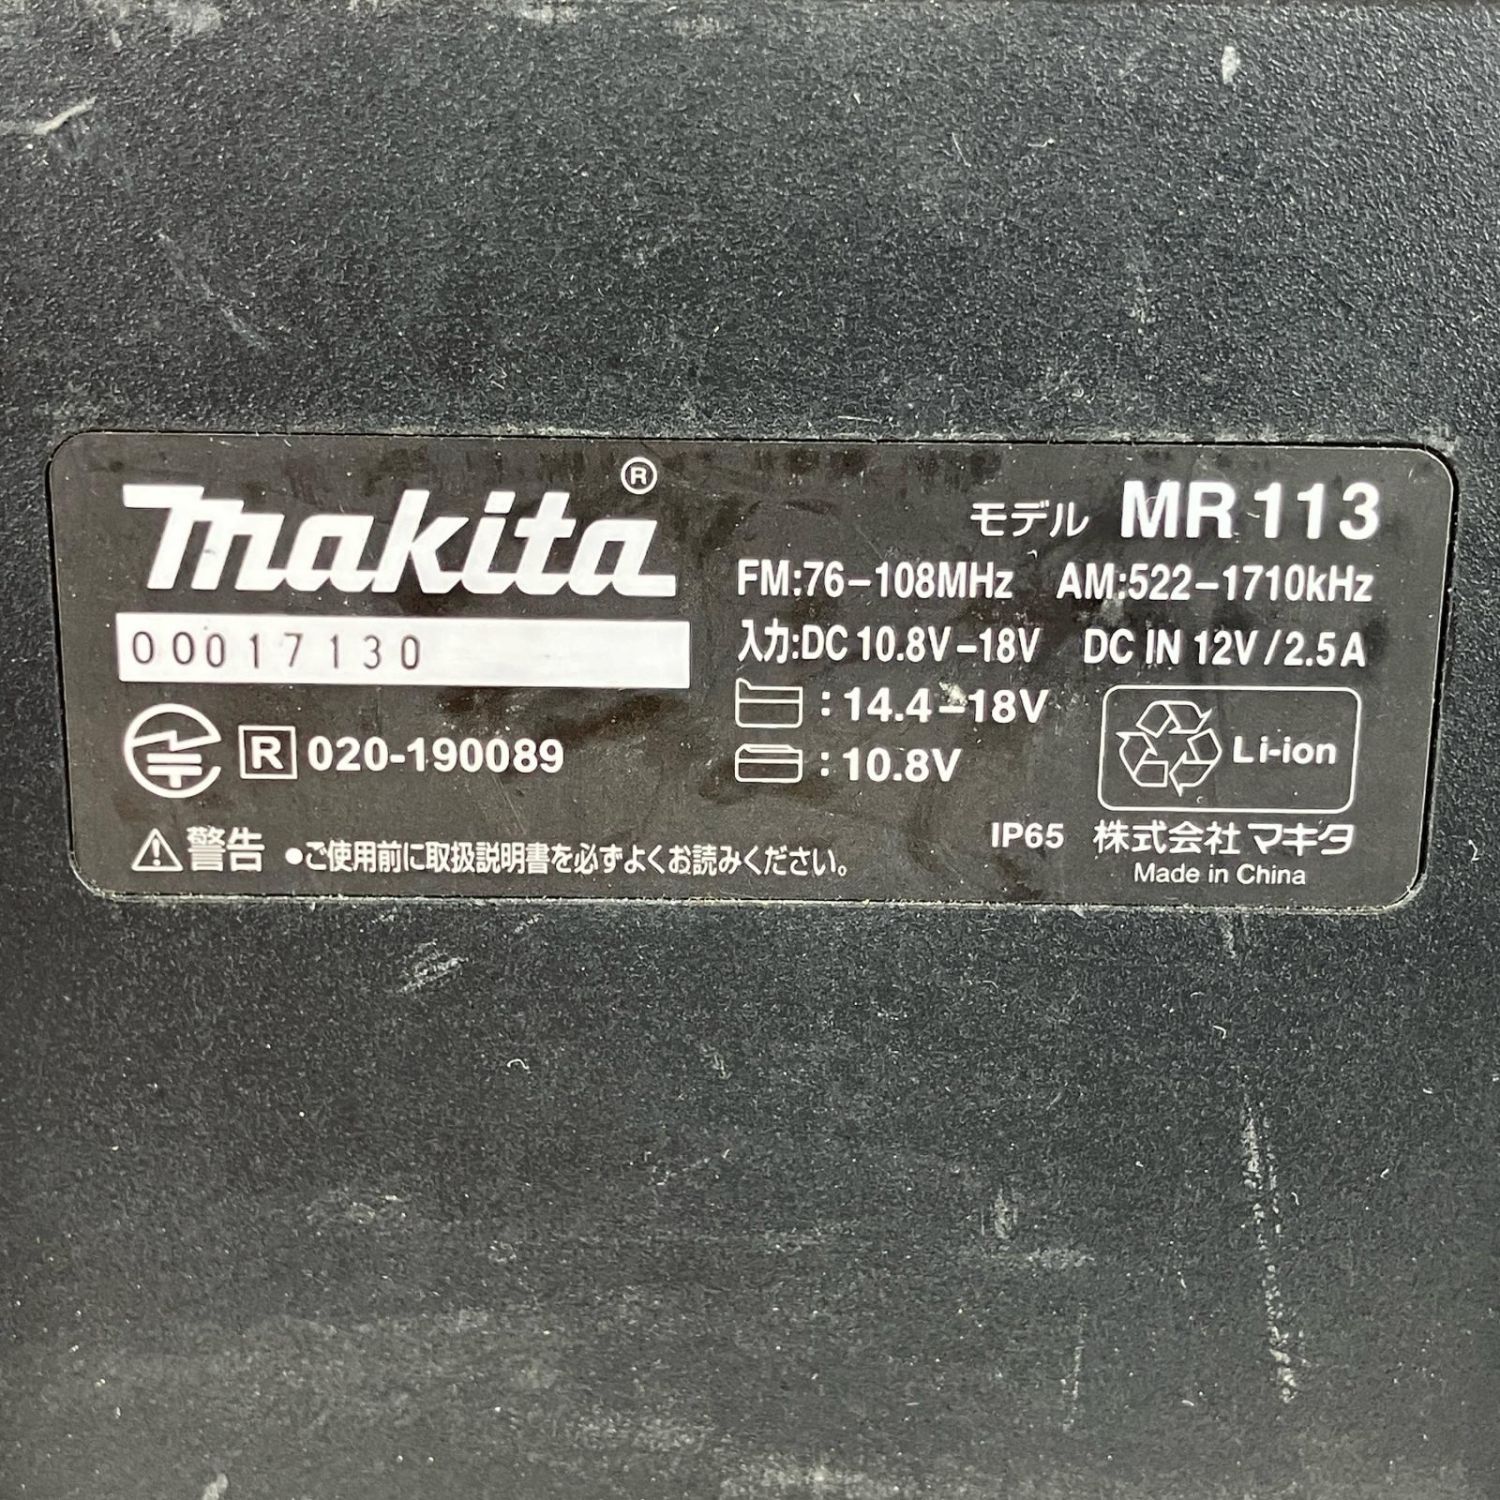 makita®
00017130
R 020-190089
モデル MR113
FM:76-108MHz AM:522-1710kHz
入力:DC 10.8V-18V DC IN 12V/2.5A
:14.4-18V
:10.8V
Li-ion
警告 ●ご使用前に取扱説明書を必ずよくお読みください。
IP65 株式会社マキタ
Made in China